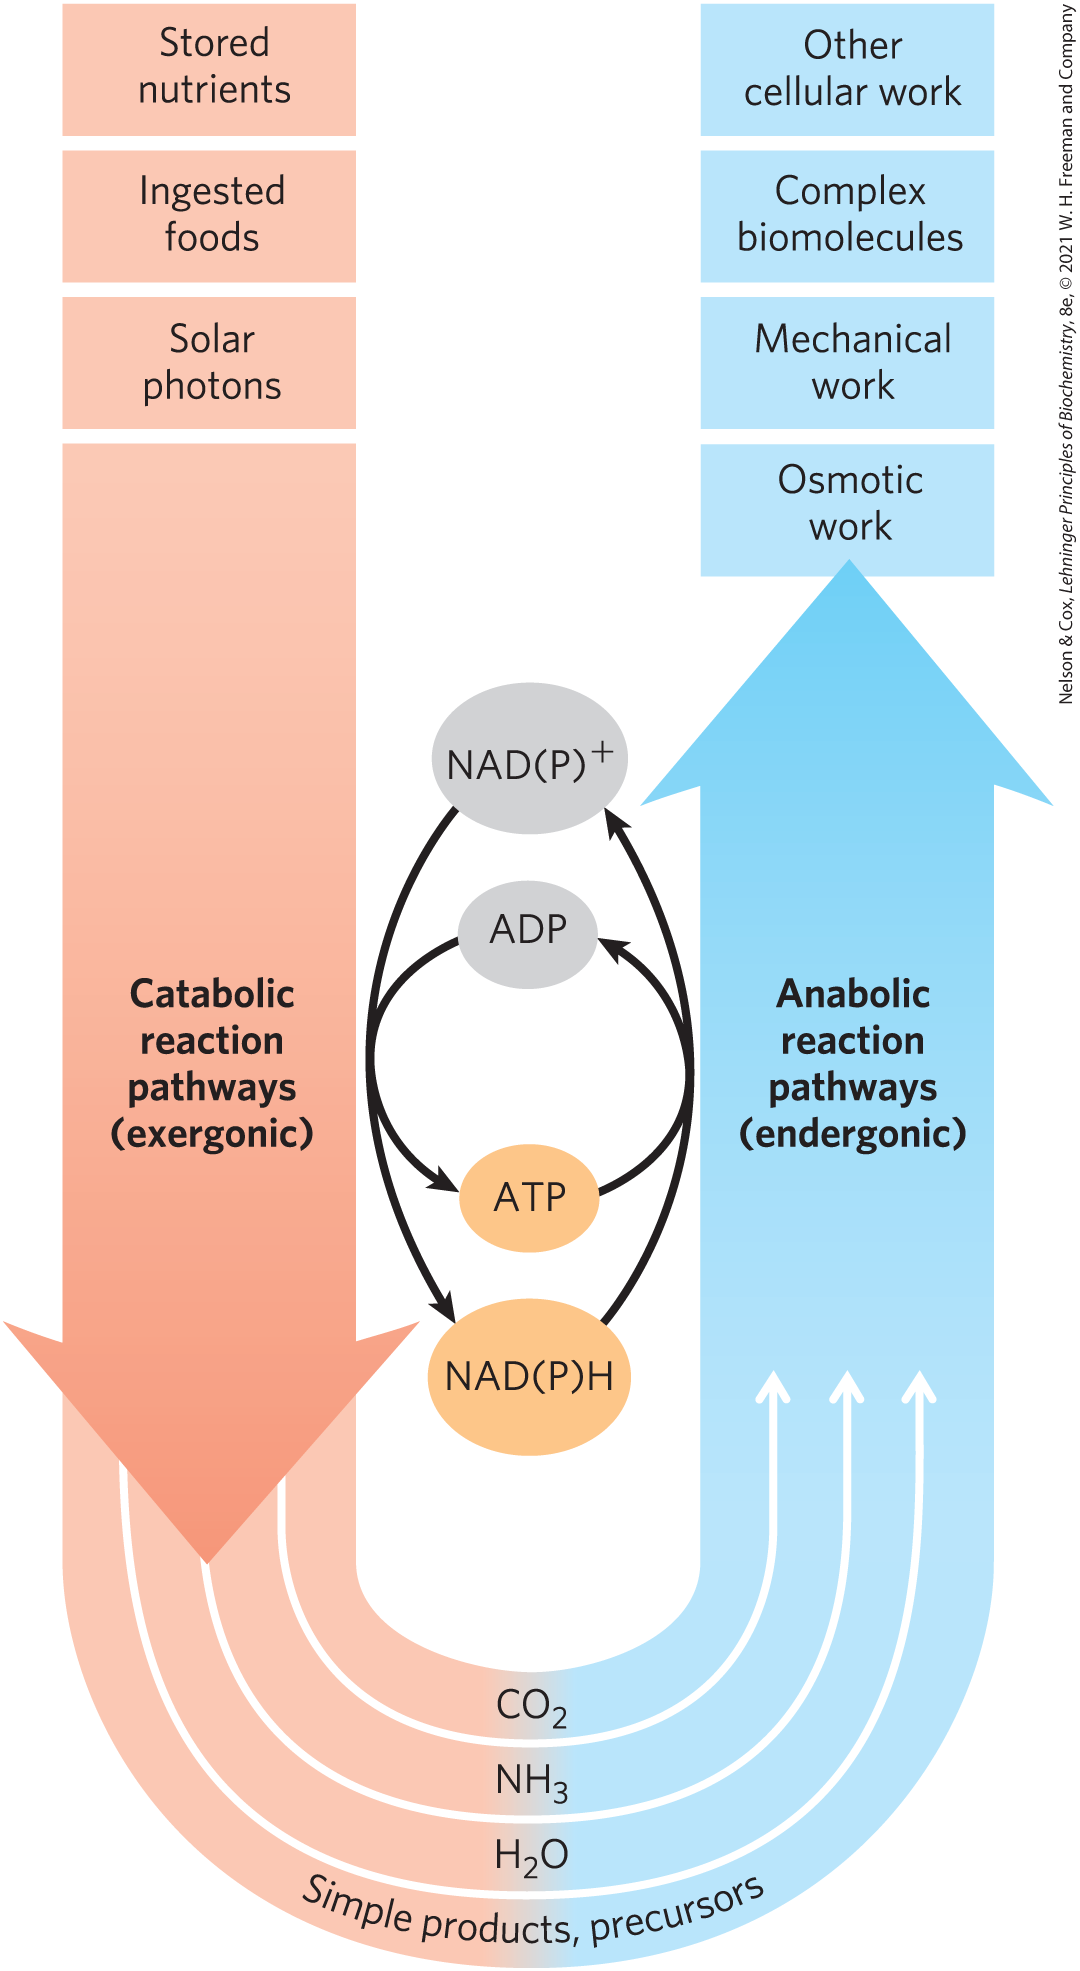 Stored
nutrients
Ingested
foods
Solar
photons
Other
cellular work
Complex
biomolecules
Mechanical
work
Osmotic
work
NAD(P)⁺
ADP
Catabolic
reaction
pathways
(exergonic)
Anabolic
reaction
pathways
(endergonic)
ATP
NAD(P)H
CO₂
NH₃
H₂O
Simple products, precursors
Nelson & Cox, Lehninger Principles of Biochemistry, 8e, © 2021 W. H. Freeman and Company